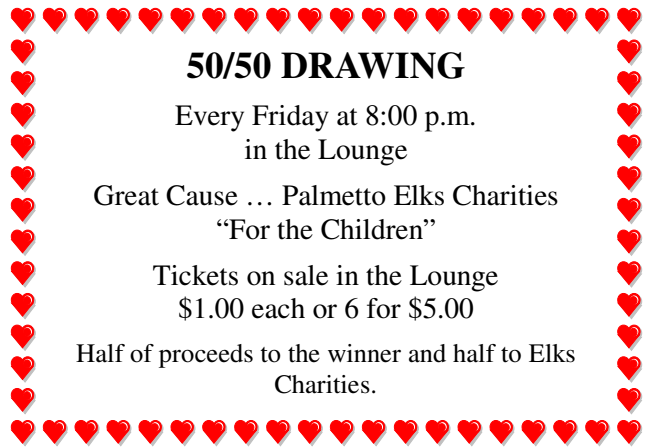 50/50 DRAWING
Every Friday at 8:00 p.m.
in the Lounge
Great Cause … Palmetto Elks Charities
“For the Children”
Tickets on sale in the Lounge
$1.00 each or 6 for $5.00
Half of proceeds to the winner and half to Elks
Charities.